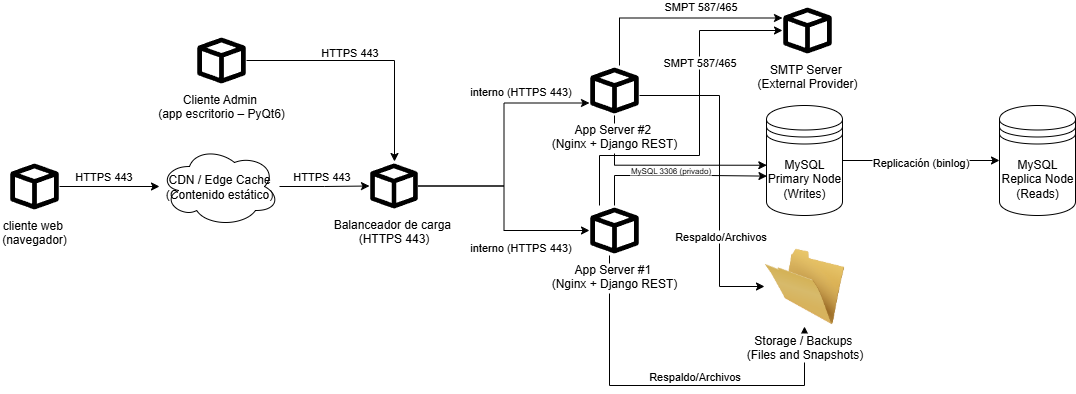 SMPT 587/465
HTTPS 443
SMPT 587/465
SMTP Server
(External Provider)
Cliente Admin
(app escritorio – PyQt6)
interno (HTTPS 443)
App Server #2
(Nginx + Django REST)
HTTPS 443
CDN / Edge Cache
(Contenido estático)
HTTPS 443
MySQL 3306 (privado)
MySQL
Primary Node
(Writes)
Replicación (binlog)
MySQL
Replica Node
(Reads)
cliente web
(navegador)
Balanceador de carga
(HTTPS 443)
interno (HTTPS 443)
Respaldo/Archivos
App Server #1
(Nginx + Django REST)
Storage / Backups
(Files and Snapshots)
Respaldo/Archivos